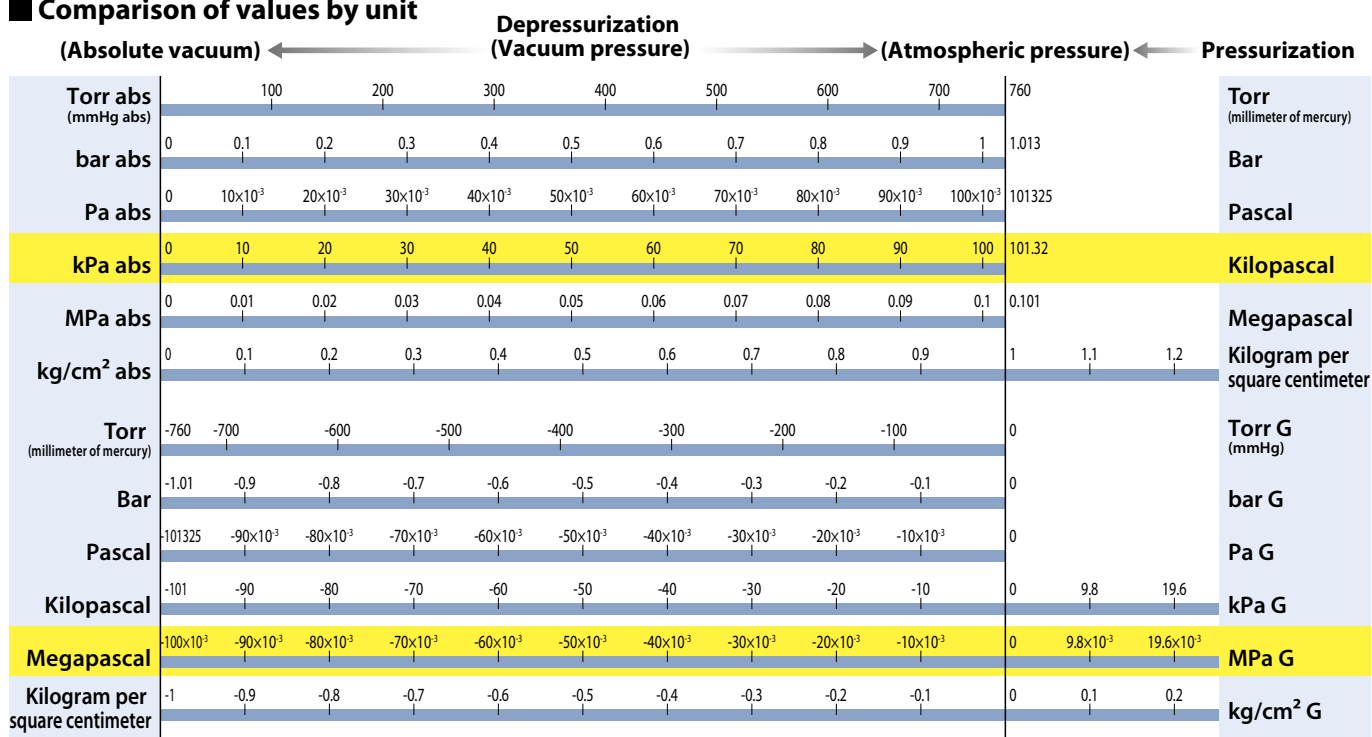 ■ Comparison of values by unit
Depressurization
(Absolute vacuum) (Vacuum pressure) (Atmospheric pressure) Pressurization
Torr abs 100 200 300 400 500 600 700 760 Torr
(mmHg abs) (millimeter of mercury)
0 0.1 0.2 0.3 0.4 0.5 0.6 0.7 0.8 0.9 1 1.013
bar abs Bar
0 10×10⁻³ 20×10⁻³ 30×10⁻³ 40×10⁻³ 50×10⁻³ 60×10⁻³ 70×10⁻³ 80×10⁻³ 90×10⁻³ 100×10⁻³ 101325
Pa abs Pascal
0 10 20 30 40 50 60 70 80 90 100 101.32
kPa abs Kilopascal
0 0.01 0.02 0.03 0.04 0.05 0.06 0.07 0.08 0.09 0.1 0.101
MPa abs Megapascal
0 0.1 0.2 0.3 0.4 0.5 0.6 0.7 0.8 0.9 1 1.1 1.2 Kilogram per
kg/cm² abs square centimeter
Torr -760 -700 -600 -500 -400 -300 -200 -100 0 Torr G
(millimeter of mercury) (mmHg)
-1.01 -0.9 -0.8 -0.7 -0.6 -0.5 -0.4 -0.3 -0.2 -0.1 0
Bar bar G
-101325 -90×10⁻³ -80×10⁻³ -70×10⁻³ -60×10⁻³ -50×10⁻³ -40×10⁻³ -30×10⁻³ -20×10⁻³ -10×10⁻³ 0
Pascal Pa G
-101 -90 -80 -70 -60 -50 -40 -30 -20 -10 0 9.8 19.6
Kilopascal kPa G
-100×10⁻³ -90×10⁻³ -80×10⁻³ -70×10⁻³ -60×10⁻³ -50×10⁻³ -40×10⁻³ -30×10⁻³ -20×10⁻³ -10×10⁻³ 0 9.8×10⁻³ 19.6×10⁻³
Megapascal MPa G
Kilogram per -1 -0.9 -0.8 -0.7 -0.6 -0.5 -0.4 -0.3 -0.2 -0.1 0 0.1 0.2
square centimeter kg/cm² G